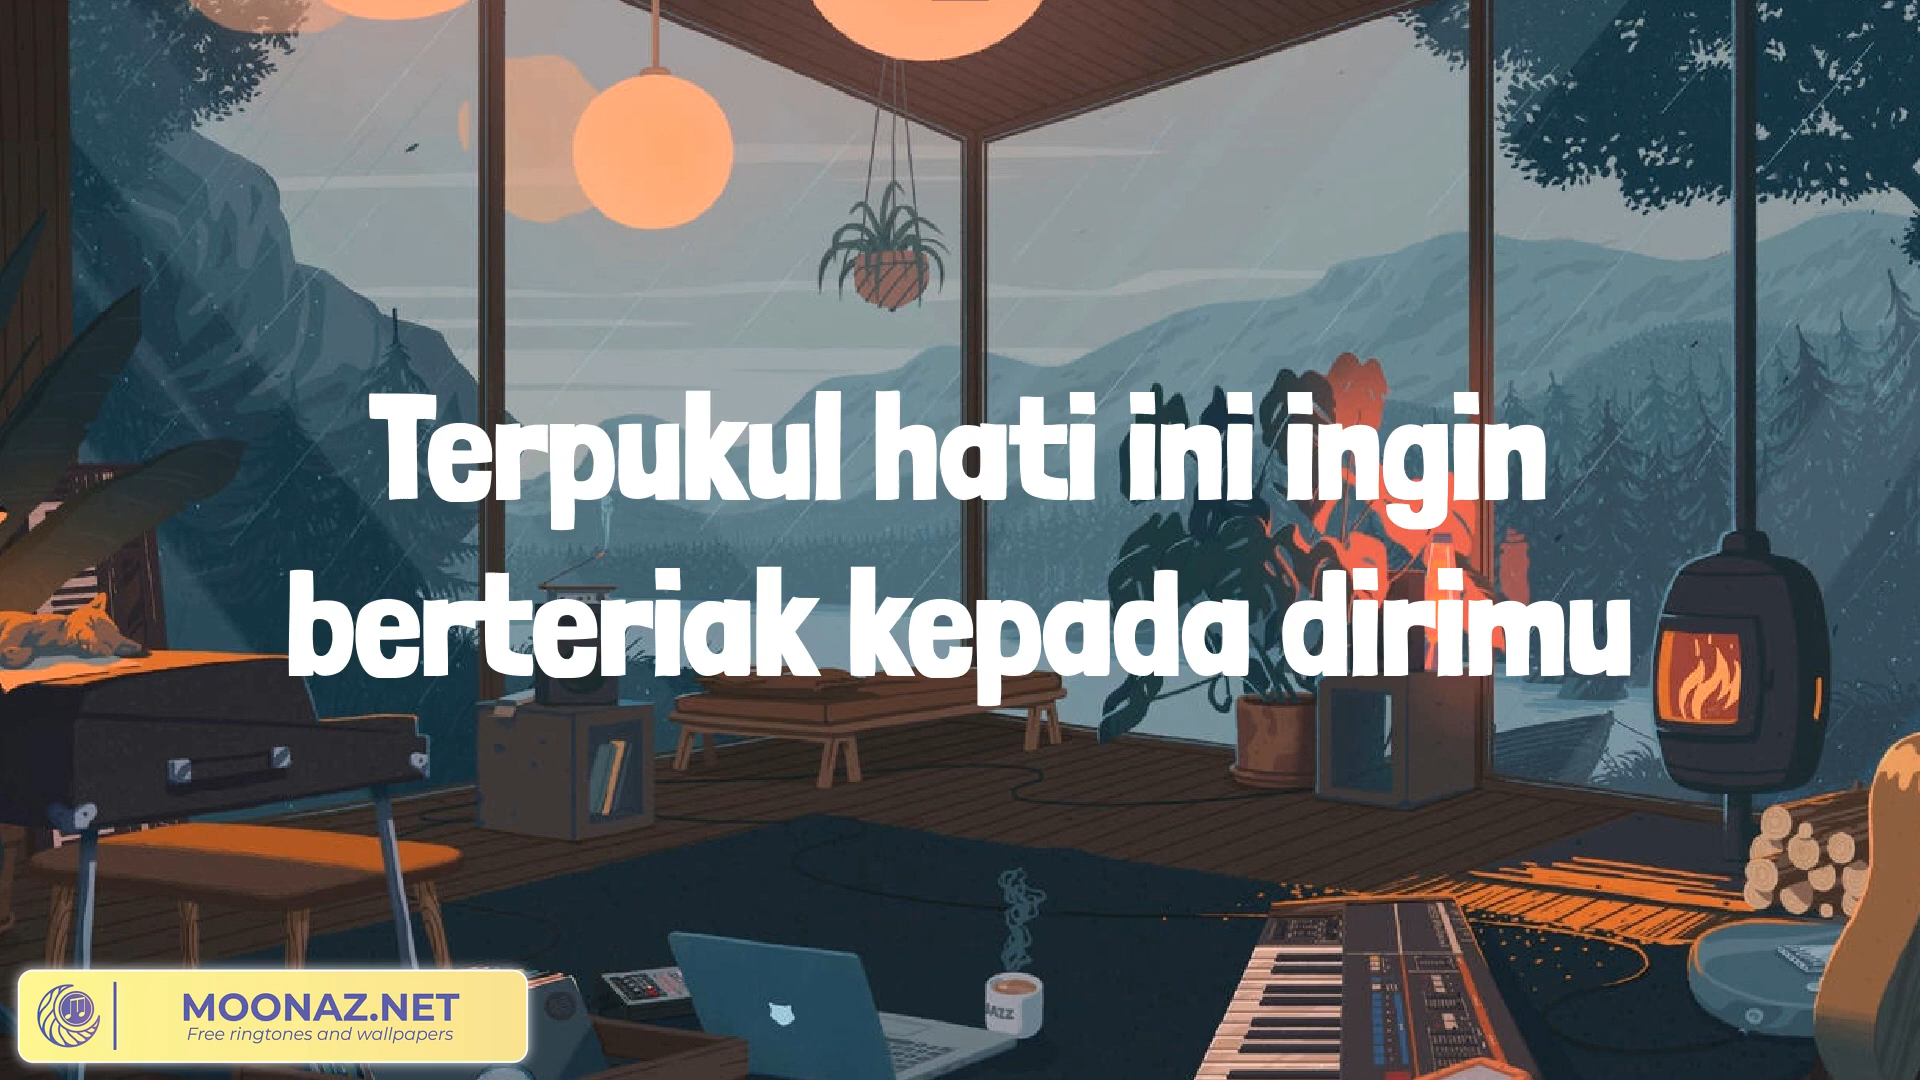 Terpukul hati ini ingin
berteriak kepada dirimu
JAZZ
MOONAZ.NET
Free ringtones and wallpapers